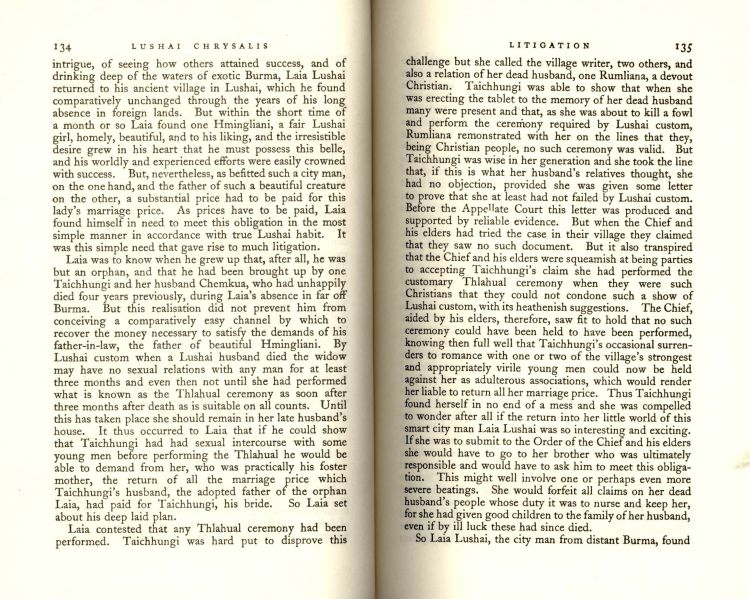 134 LUSHAI CHRYSALIS
intrigue, of seeing how others attained success, and of
drinking deep of the waters of exotic Burma, Laia Lushai
returned to his ancient village in Lushai, which he found
comparatively unchanged through the years of his long
absence in foreign lands. But within the short time of
a month or so Laia found one Hmingliani, a fair Lushai
girl, homely, beautiful, and to his liking, and the irresistible
desire grew in his heart that he must possess this belle,
and his worldly and experienced efforts were easily crowned
with success. But, nevertheless, as befitted such a city man,
on the one hand, and the father of such a beautiful creature
on the other, a substantial price had to be paid for this
lady's marriage price. As prices have to be paid, Laia
found himself in need to meet this obligation in the most
simple manner in accordance with true Lushai habit. It
was this simple need that gave rise to much litigation.
Laia was to know when he grew up that, after all, he was
but an orphan, and that he had been brought up by one
Taichhungi and her husband Chemkua, who had unhappily
died four years previously, during Laia's absence in far off
Burma. But this realisation did not prevent him from
conceiving a comparatively easy channel by which to
recover the money necessary to satisfy the demands of his
father-in-law, the father of beautiful Hmingliani. By
Lushai custom when a Lushai husband died the widow
may have no sexual relations with any man for at least
three months and even then not until she had performed
what is known as the Thlahual ceremony as soon after
three months after death as is suitable on all counts. Until
this has taken place she should remain in her late husband's
house. It thus occurred to Laia that if he could show
that Taichhungi had had sexual intercourse with some
young men before performing the Thlahual he would be
able to demand from her, who was practically his foster
mother, the return of all the marriage price which
Taichhungi's husband, the adopted father of the orphan
Laia, had paid for Taichhungi, his bride. So Laia set
about his deep laid plan.
Laia contested that any Thlahual ceremony had been
performed. Taichhungi was hard put to disprove this
LITIGATION 135
challenge but she called the village writer, two others, and
also a relation of her dead husband, one Rumliana, a devout
Christian. Taichhungi was able to show that when she
was erecting the tablet to the memory of her dead husband
many were present and that, as she was about to kill a fowl
and perform the ceremony required by Lushai custom,
Rumliana remonstrated with her on the lines that they,
being Christian people, no such ceremony was valid. But
Taichhungi was wise in her generation and she took the line
that, if this is what her husband's relatives thought, she
had no objection, provided she was given some letter
to prove that she at least had not failed by Lushai custom.
Before the Appellate Court this letter was produced and
supported by reliable evidence. But when the Chief and
his elders had tried the case in their village they claimed
that they saw no such document. But it also transpired
that the Chief and his elders were squeamish at being parties
to accepting Taichhungi's claim she had performed the
customary Thlahual ceremony when they were such
Christians that they could not condone such a show of
Lushai custom, with its heathenish suggestions. The Chief,
aided by his elders, therefore, saw fit to hold that no such
ceremony could have been held to have been performed,
knowing then full well that Taichhungi's occasional surren-
ders to romance with one or two of the village's strongest
and appropriately virile young men could now be held
against her as adulterous associations, which would render
her liable to return all her marriage price. Thus Taichhungi
found herself in no end of a mess and she was compelled
to wonder after all if the return into her little world of this
smart city man Laia Lushai was so interesting and exciting.
If she was to submit to the Order of the Chief and his elders
she would have to go to her brother who was ultimately
responsible and would have to ask him to meet this obliga-
tion. This might well involve one or perhaps even more
severe beatings. She would forfeit all claims on her dead
husband's people whose duty it was to nurse and keep her,
for she had given good children to the family of her husband,
even if by ill luck these had since died.
So Laia Lushai, the city man from distant Burma, found